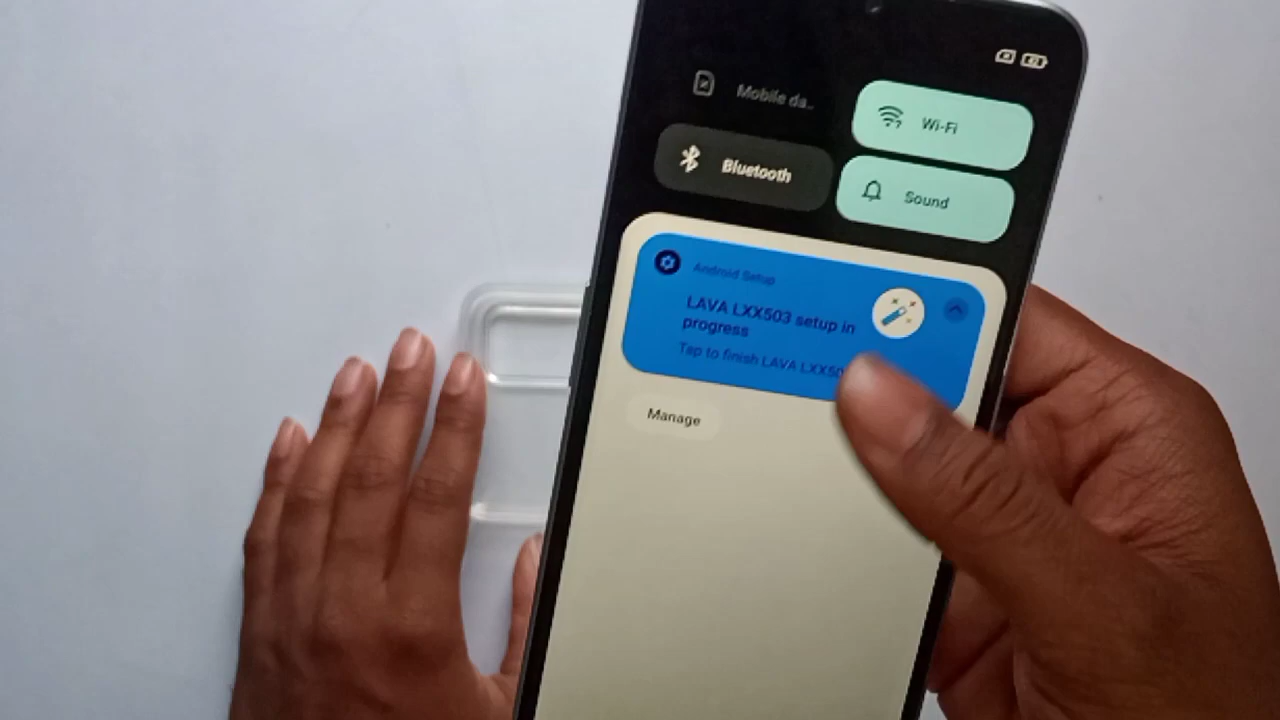 Mobile da..
Wi-Fi
Bluetooth
Sound
Android Setup
LAVA LXX503 setup in
progress
Tap to finish LAVA LXX50
Manage